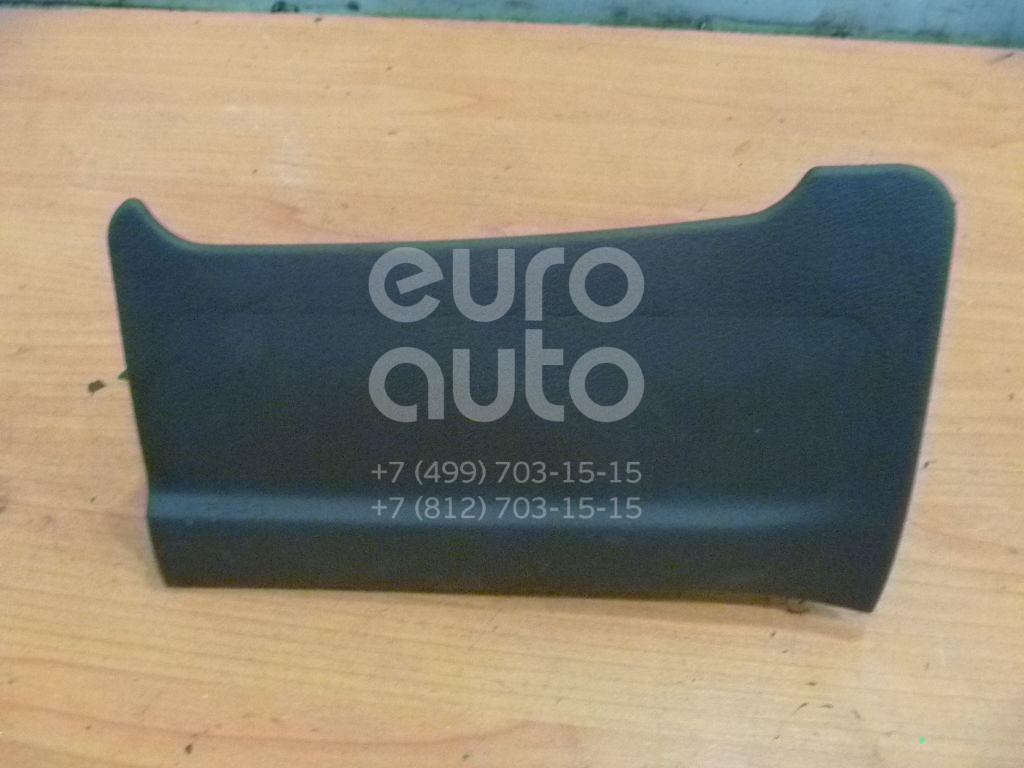 euro
auto
+7 (499) 703-15-15
+7 (812) 703-15-15